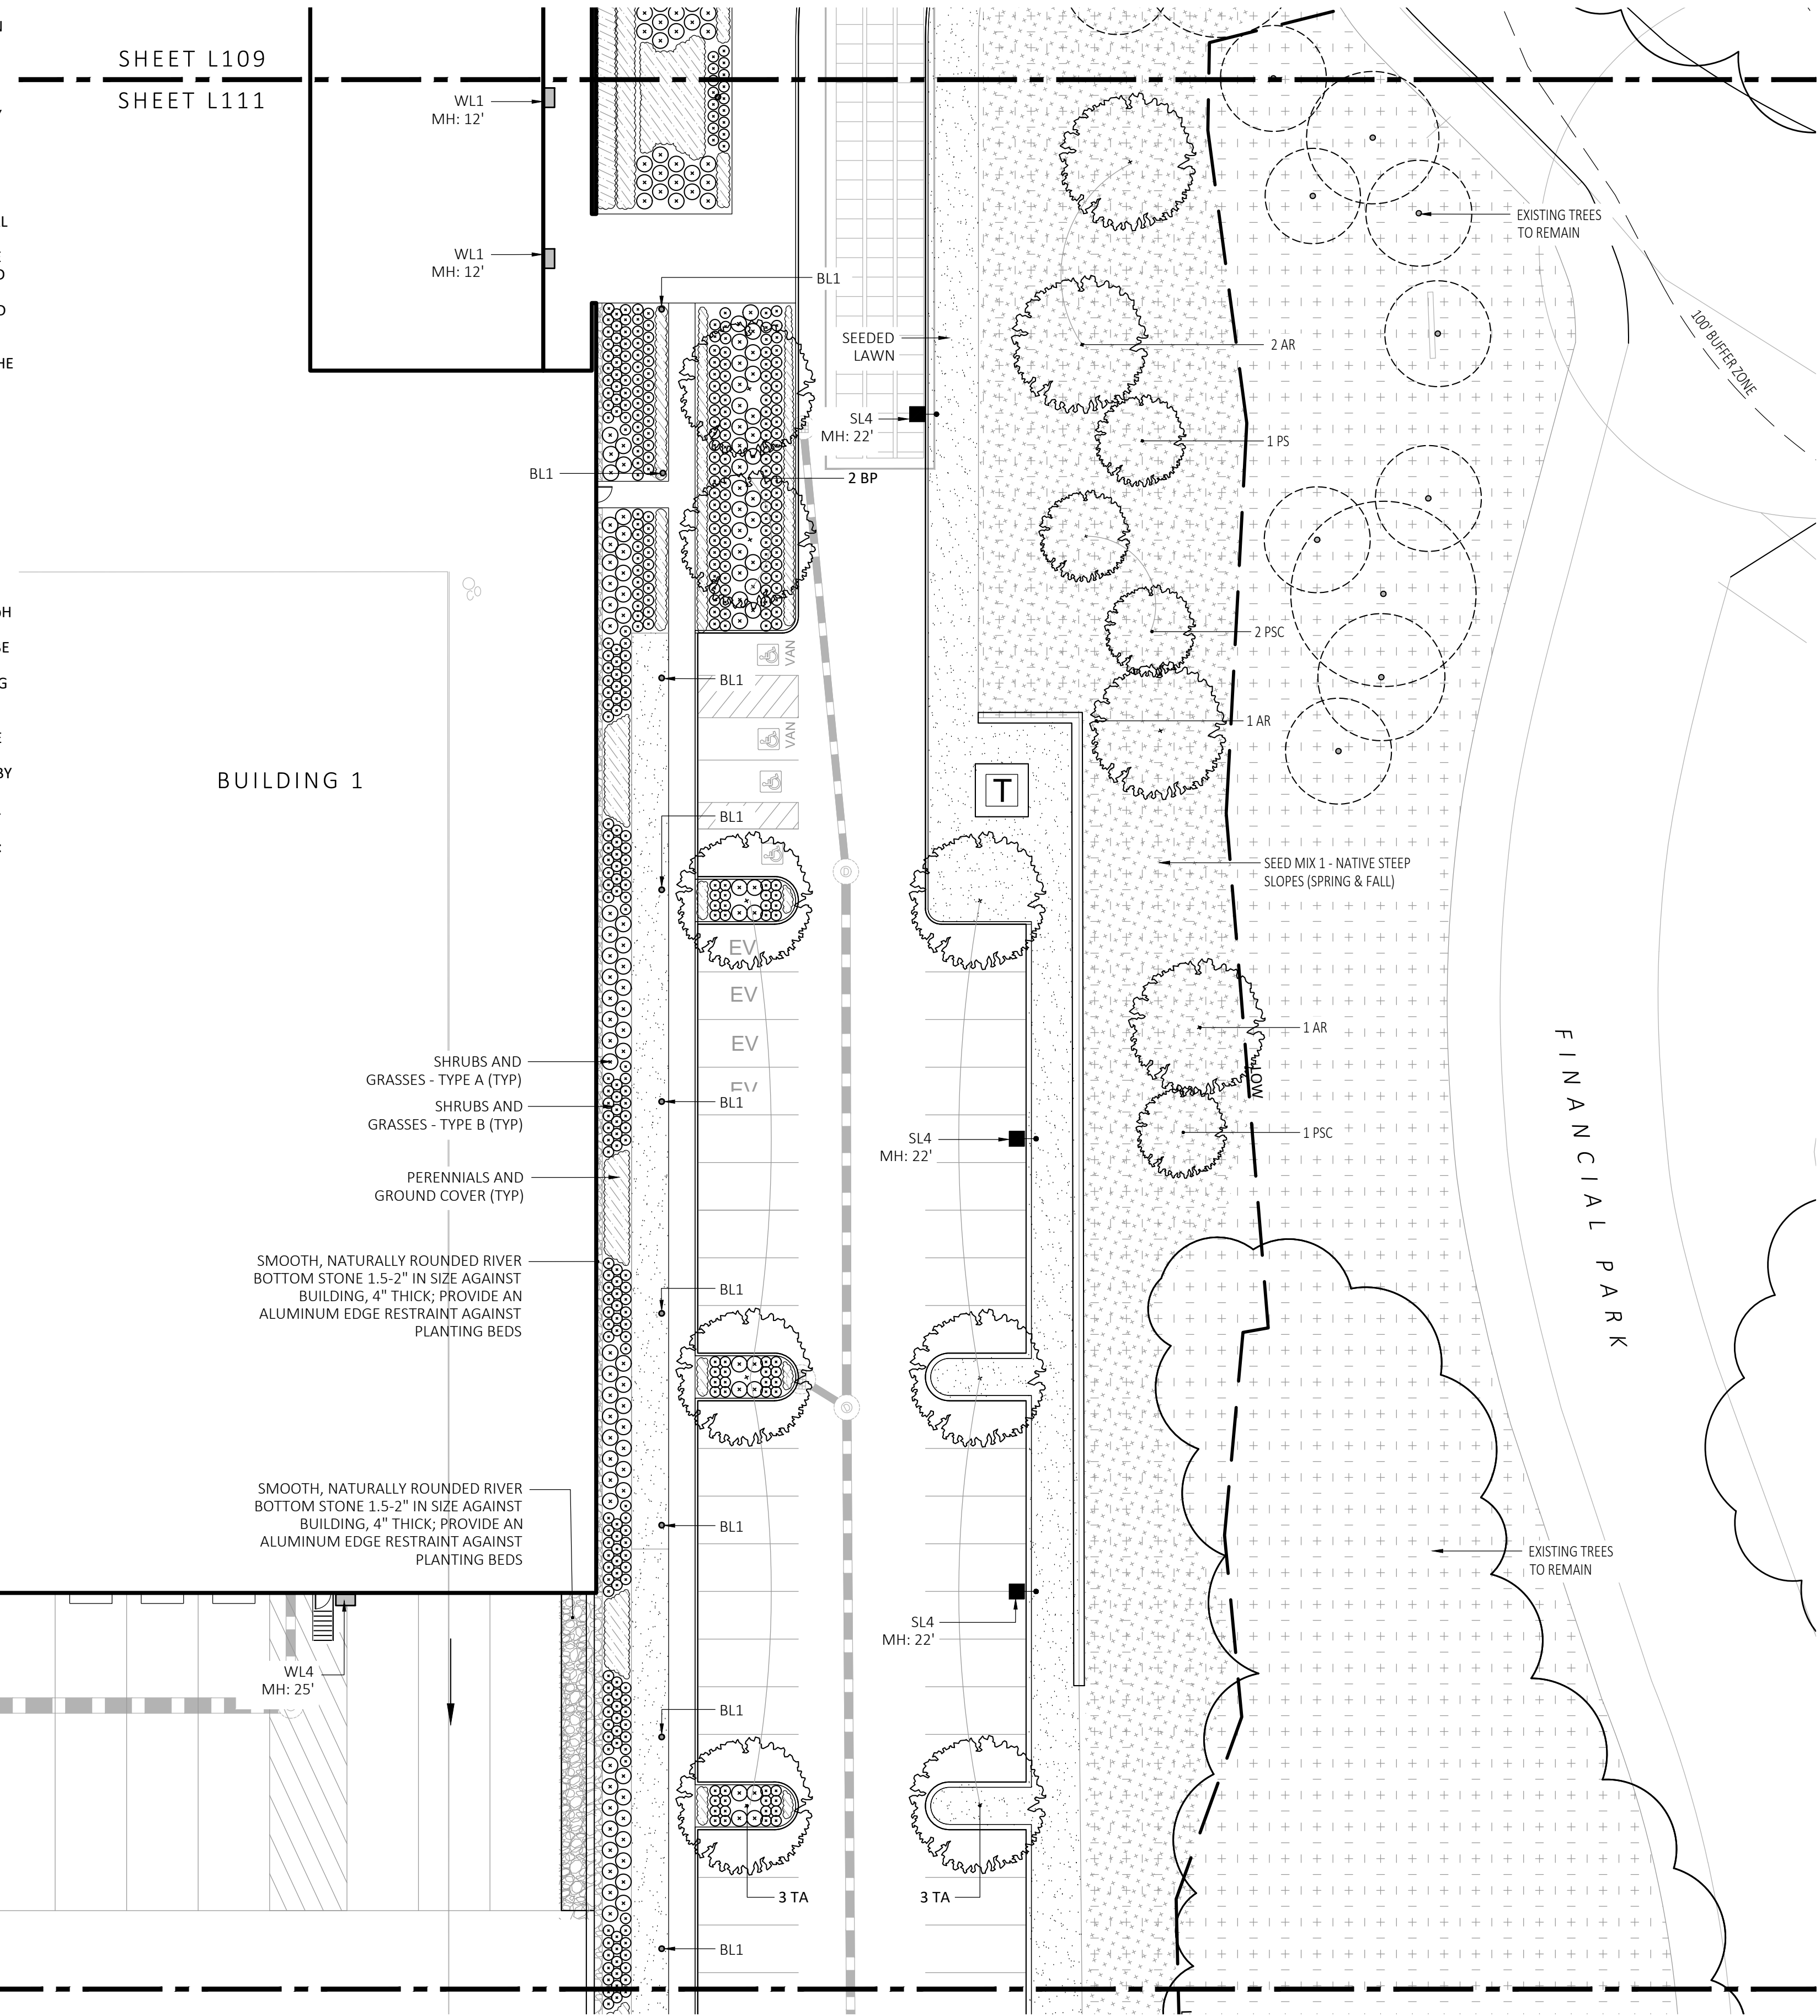 SHEET L109
SHEET L111
WL1
MH: 12'
WL1
MH: 12'
BL1
EXISTING TREES
TO REMAIN
100' BUFFER ZONE
SEEDED
LAWN
2 AR
SL4
MH: 22'
1 PS
BL1
2 BP
2 PSC
VAN
BL1
1 AR
VAN
BUILDING 1
T
BL1
SEED MIX 1 - NATIVE STEEP
SLOPES (SPRING & FALL)
EV
EV
EV
EV
1 AR
LOW
FINANCIAL PARK
SHRUBS AND
GRASSES - TYPE A (TYP)
SHRUBS AND
GRASSES - TYPE B (TYP)
BL1
SL4
MH: 22'
1 PSC
PERENNIALS AND
GROUND COVER (TYP)
SMOOTH, NATURALLY ROUNDED RIVER
BOTTOM STONE 1.5-2" IN SIZE AGAINST
BUILDING, 4" THICK; PROVIDE AN
ALUMINUM EDGE RESTRAINT AGAINST
PLANTING BEDS
BL1
D
D
SMOOTH, NATURALLY ROUNDED RIVER
BOTTOM STONE 1.5-2" IN SIZE AGAINST
BUILDING, 4" THICK; PROVIDE AN
ALUMINUM EDGE RESTRAINT AGAINST
PLANTING BEDS
BL1
EXISTING TREES
TO REMAIN
SL4
MH: 22'
WL4
MH: 25'
BL1
3 TA
3 TA
BL1